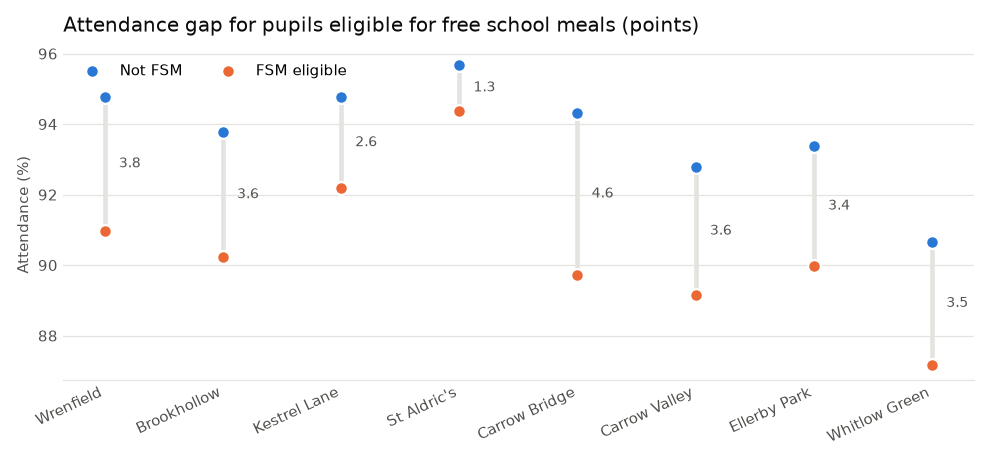 Attendance gap for pupils eligible for free school meals (points)
Not FSM
FSM eligible
Attendance (%)
96
94
92
90
88
3.8
3.6
2.6
1.3
4.6
3.6
3.4
3.5
Wrenfield
Brookhollow
Kestrel Lane
St Aldric's
Carrow Bridge
Carrow Valley
Ellerby Park
Whitlow Green